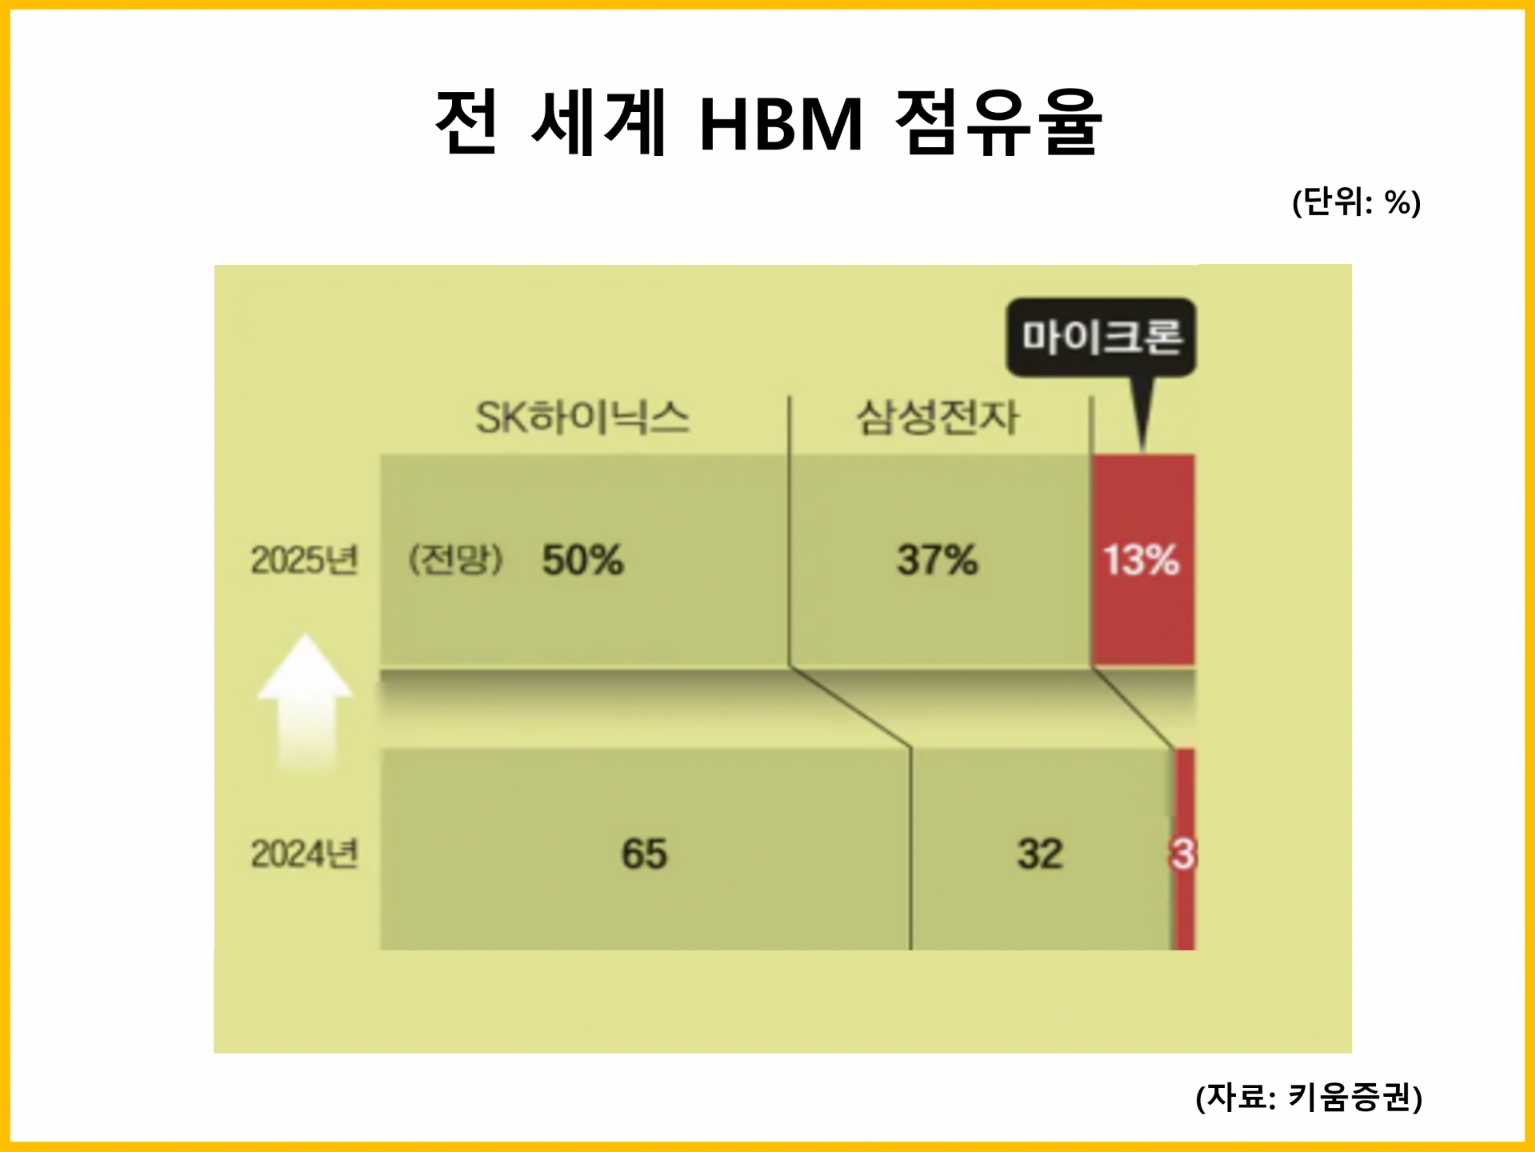 전 세계 HBM 점유율
(단위: %)
마이크론
SK하이닉스 삼성전자
2025년 (전망) 50% 37% 13%
2024년 65 32 3
(자료: 키움증권)